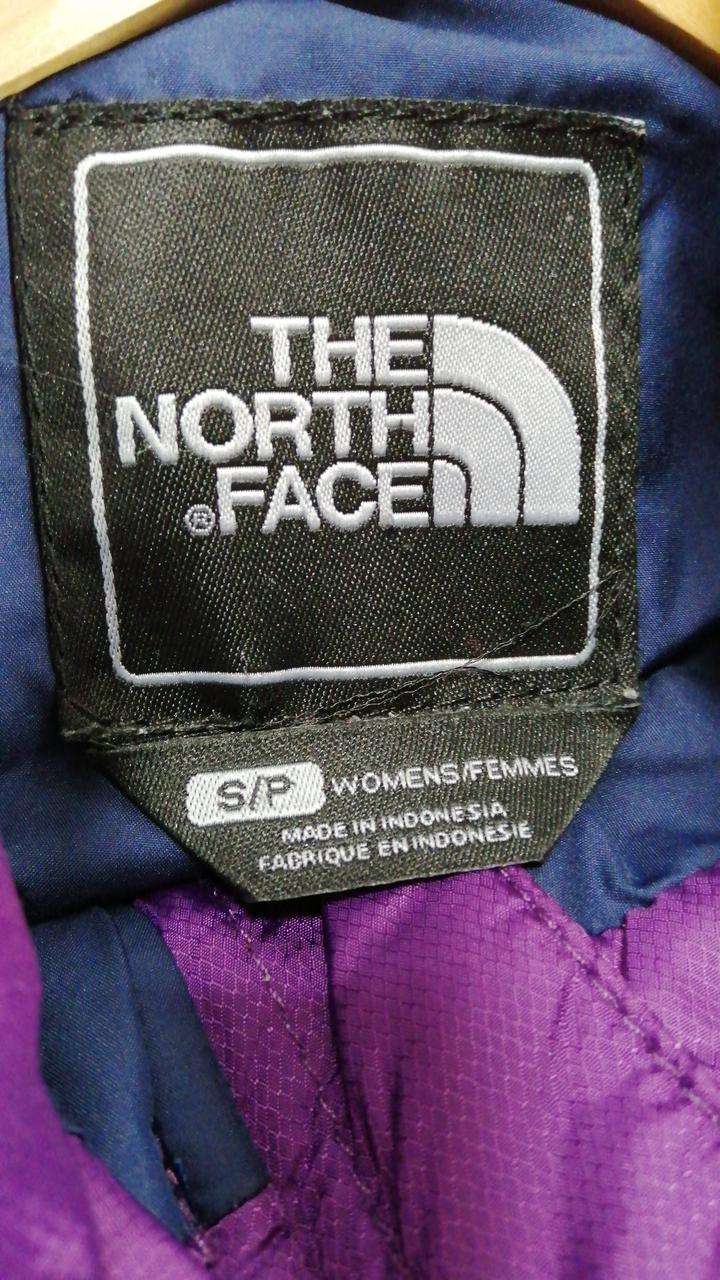 THE
NORTH
®FACE
S/P WOMENS/FEMMES
MADE IN INDONESIA
FABRIQUE EN INDONESIE